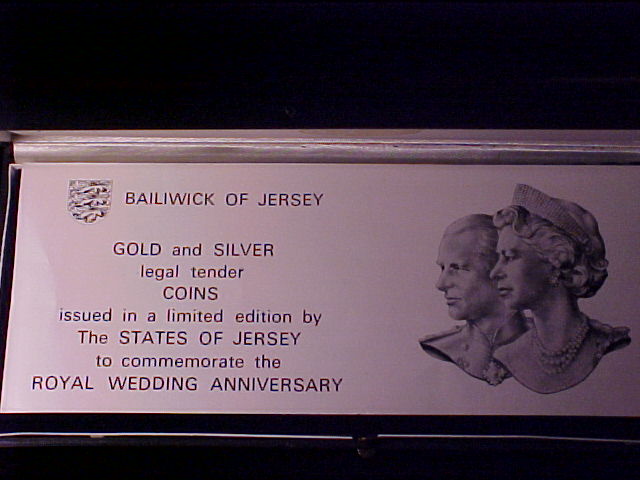 BAILIWICK OF JERSEY
GOLD and SILVER
legal tender
COINS
issued in a limited edition by
The STATES OF JERSEY
to commemorate the
ROYAL WEDDING ANNIVERSARY